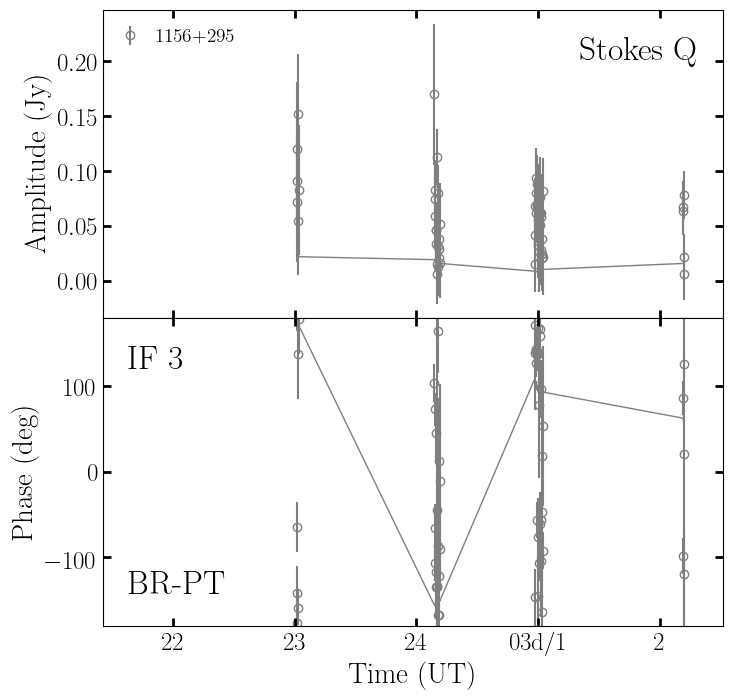 1156+295
Stokes Q
Amplitude (Jy)
0.20
0.15
0.10
0.05
0.00
IF 3
Phase (deg)
100
0
−100
BR-PT
22 23 24 03d/1 2
Time (UT)